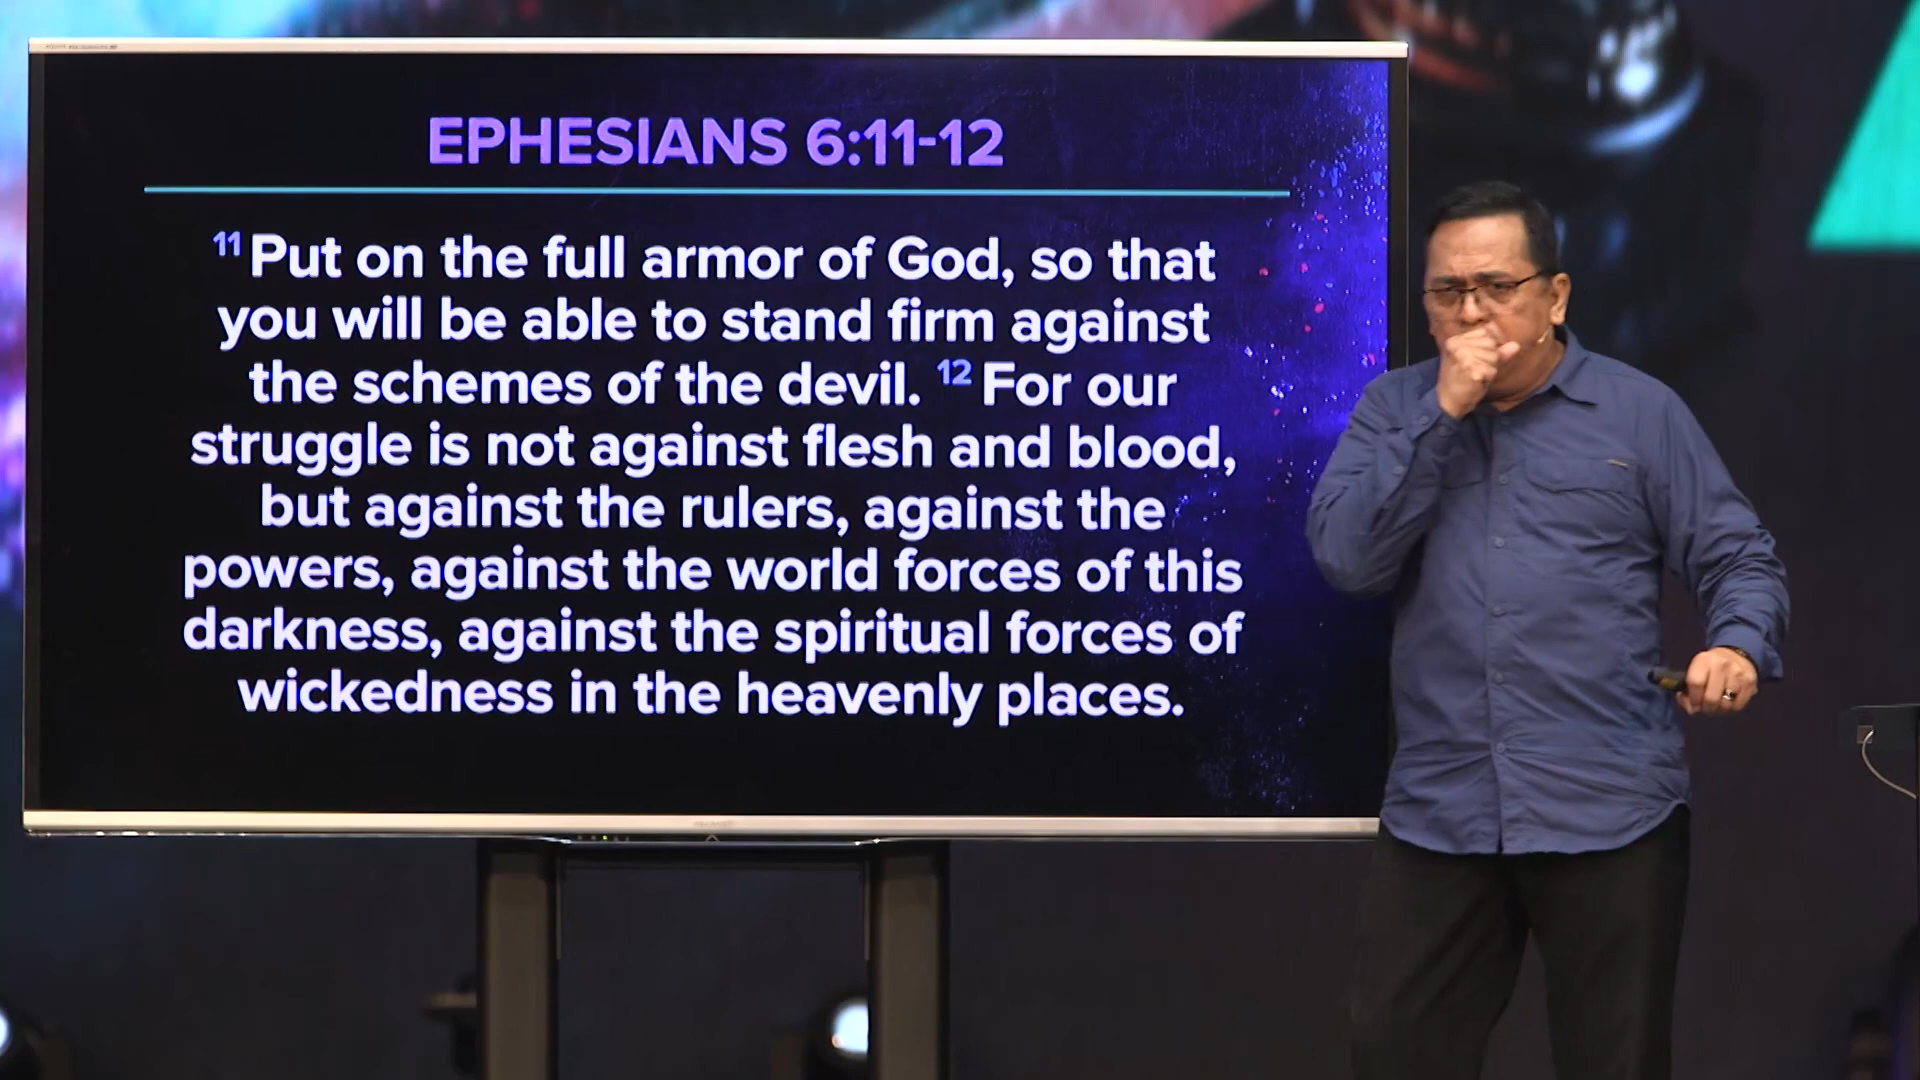 EPHESIANS 6:11-12
11 Put on the full armor of God, so that
you will be able to stand firm against
the schemes of the devil. 12 For our
struggle is not against flesh and blood,
but against the rulers, against the
powers, against the world forces of this
darkness, against the spiritual forces of
wickedness in the heavenly places.